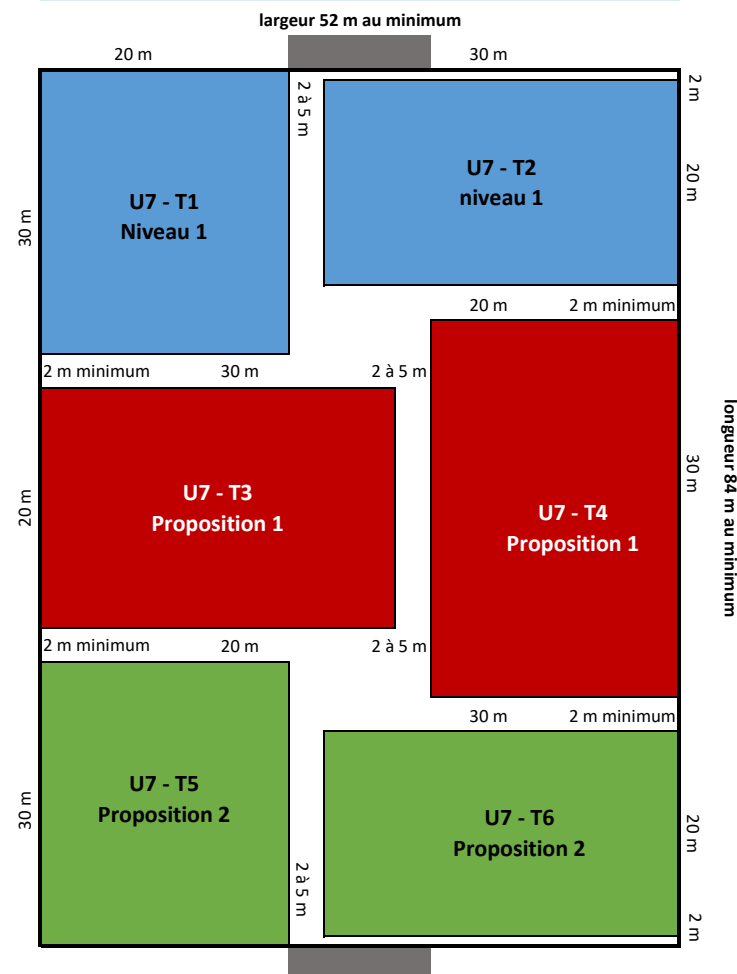 largeur 52 m au minimum
20 m
30 m
2 à 5 m
2 m
U7 - T1
Niveau 1
U7 - T2
niveau 1
30 m
20 m
20 m
2 m minimum
2 m minimum
30 m
2 à 5 m
U7 - T3
Proposition 1
20 m
U7 - T4
Proposition 1
30 m
longueur 84 m au minimum
2 m minimum
20 m
2 à 5 m
30 m
2 m minimum
U7 - T5
Proposition 2
30 m
2 à 5 m
U7 - T6
Proposition 2
20 m
2 m